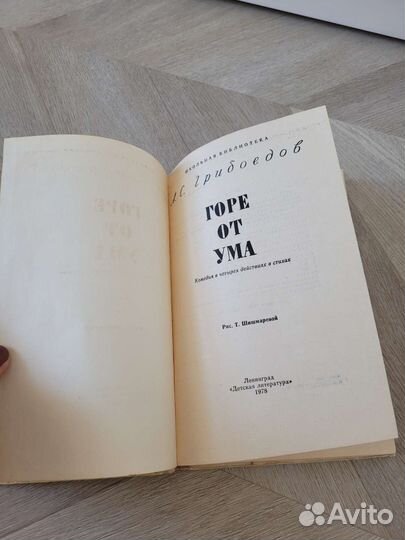 ШКОЛЬНАЯ БИБЛИОТЕКА
А.С. Грибоедов
ГОРЕ
ОТ
УМА
Комедия в четырех действиях в стихах
Рис. Т. Шишмаревой
Ленинград
«Детская литература»
1978
Avito